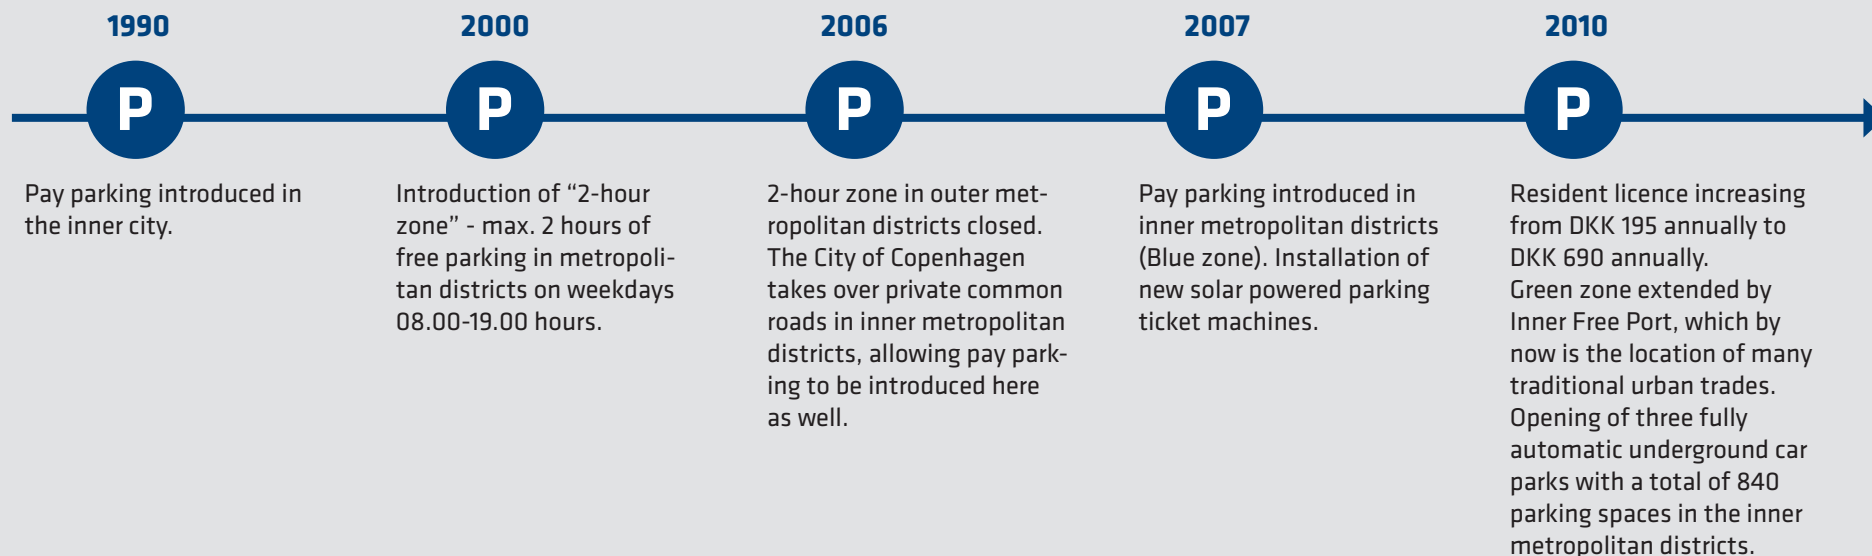 1990
P
Pay parking introduced in
the inner city.
2000
P
Introduction of “2-hour
zone” - max. 2 hours of
free parking in metropoli-
tan districts on weekdays
08.00-19.00 hours.
2006
P
2-hour zone in outer met-
ropolitan districts closed.
The City of Copenhagen
takes over private common
roads in inner metropolitan
districts, allowing pay park-
ing to be introduced here
as well.
2007
P
Pay parking introduced in
inner metropolitan districts
(Blue zone). Installation of
new solar powered parking
ticket machines.
2010
P
Resident licence increasing
from DKK 195 annually to
DKK 690 annually.
Green zone extended by
Inner Free Port, which by
now is the location of many
traditional urban trades.
Opening of three fully
automatic underground car
parks with a total of 840
parking spaces in the inner
metropolitan districts.